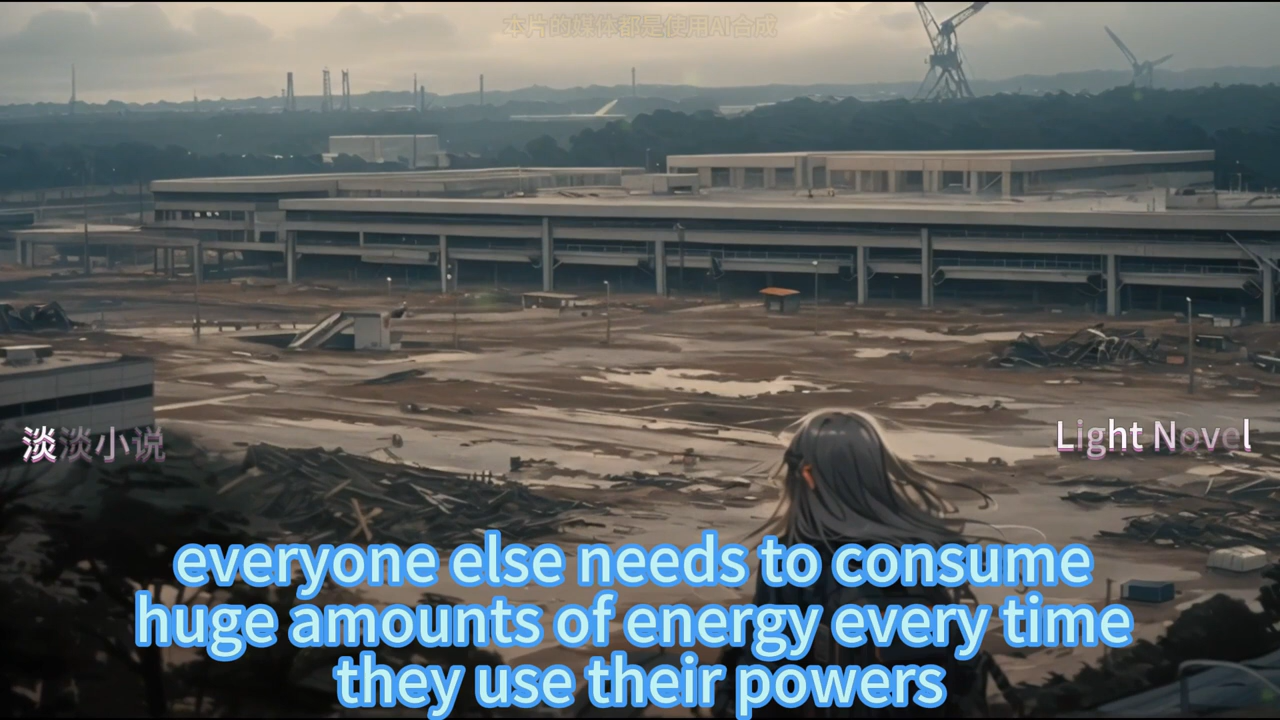 本片的媒体都是使用AI合成
淡淡小说
Light Novel
everyone else needs to consume
huge amounts of energy every time
they use their powers